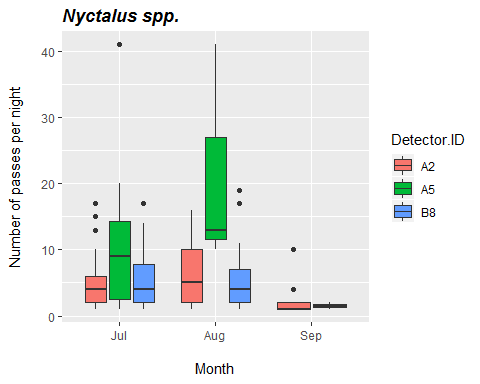 Nyctalus spp.
Number of passes per night
40
30
20
10
0
Jul
Aug
Sep
Month
Detector.ID
A2
A5
B8